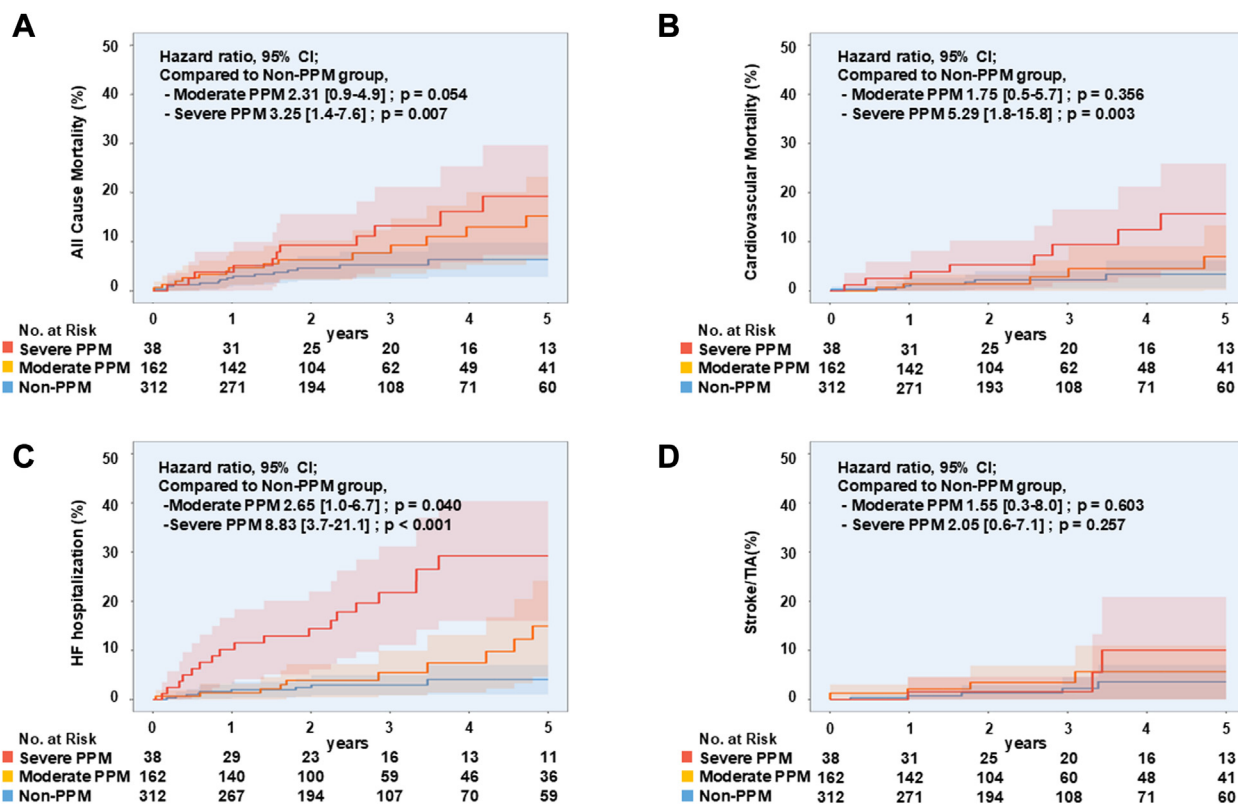 A
All Cause Mortality (%)
50
40
30
20
10
0
Hazard ratio, 95% CI;
Compared to Non-PPM group,
- Moderate PPM 2.31 [0.9-4.9] ; p = 0.054
- Severe PPM 3.25 [1.4-7.6] ; p = 0.007
0 1 2 3 4 5
years
No. at Risk
Severe PPM 38 31 25 20 16 13
Moderate PPM 162 142 104 62 49 41
Non-PPM 312 271 194 108 71 60
B
Cardiovascular Mortality (%)
50
40
30
20
10
0
Hazard ratio, 95% CI;
Compared to Non-PPM group,
- Moderate PPM 1.75 [0.5-5.7] ; p = 0.356
- Severe PPM 5.29 [1.8-15.8] ; p = 0.003
0 1 2 3 4 5
years
No. at Risk
Severe PPM 38 31 25 20 16 13
Moderate PPM 162 142 104 62 48 41
Non-PPM 312 271 193 108 71 60
C
HF hospitalization (%)
50
40
30
20
10
0
Hazard ratio, 95% CI;
Compared to Non-PPM group,
-Moderate PPM 2.65 [1.0-6.7] ; p = 0.040
-Severe PPM 8.83 [3.7-21.1] ; p < 0.001
0 1 2 3 4 5
years
No. at Risk
Severe PPM 38 29 23 16 13 11
Moderate PPM 162 140 100 59 46 36
Non-PPM 312 267 194 107 70 59
D
Stroke/TIA(%)
50
40
30
20
10
0
Hazard ratio, 95% CI;
Compared to Non-PPM group,
- Moderate PPM 1.55 [0.3-8.0] ; p = 0.603
- Severe PPM 2.05 [0.6-7.1] ; p = 0.257
0 1 2 3 4 5
years
No. at Risk
Severe PPM 38 31 25 20 16 13
Moderate PPM 162 142 104 60 48 41
Non-PPM 312 271 194 108 71 60